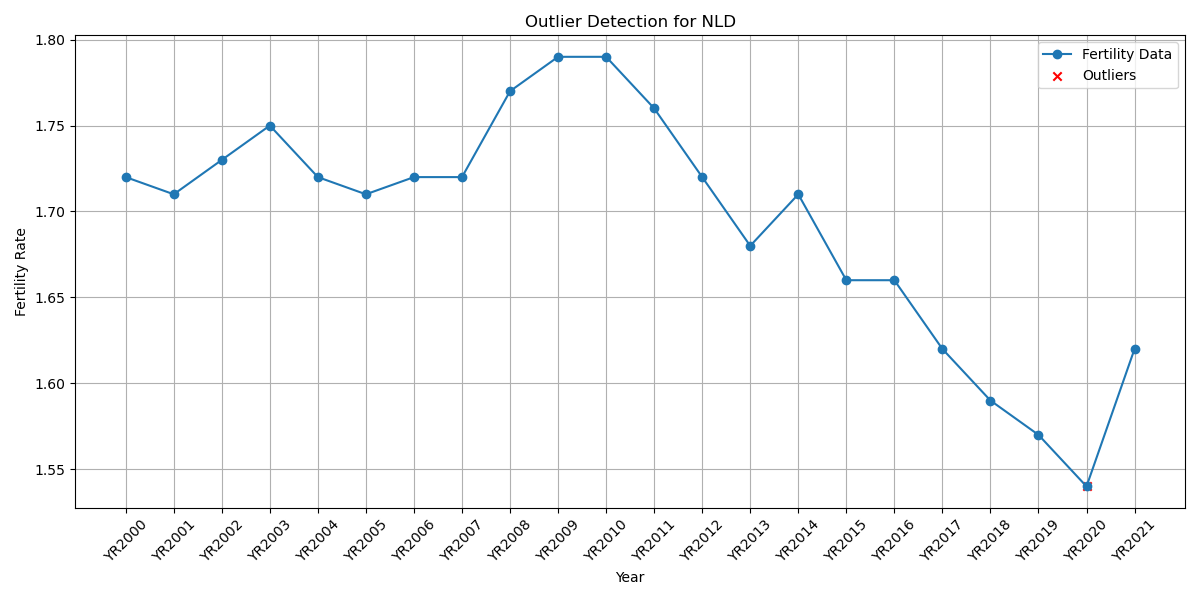 Outlier Detection for NLD
Fertility Data
Outliers
1.80
1.75
1.70
1.65
1.60
1.55
Fertility Rate
YR2000
YR2001
YR2002
YR2003
YR2004
YR2005
YR2006
YR2007
YR2008
YR2009
YR2010
YR2011
YR2012
YR2013
YR2014
YR2015
YR2016
YR2017
YR2018
YR2019
YR2020
YR2021
Year